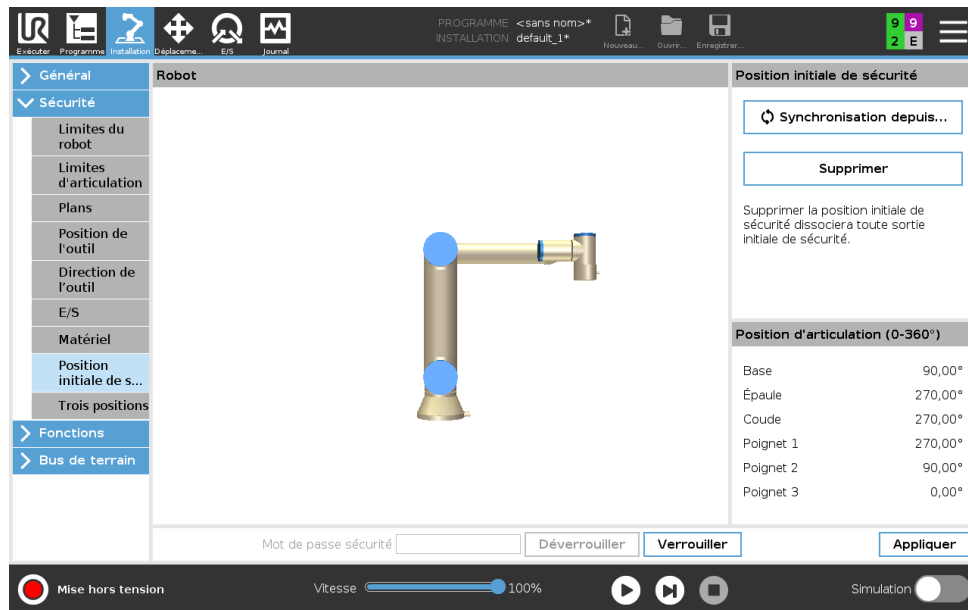 UR
PROGRAMME <sans nom>*
INSTALLATION default_1*
Exécuter Programme Installation Déplaceme... E/S Journal
Nouveau... Ouvrir... Enregistrer...
9 9
2 E
Général
Sécurité
Limites du
robot
Limites
d'articulation
Plans
Position de
l'outil
Direction de
l’outil
E/S
Matériel
Position
initiale de s...
Trois positions
Fonctions
Bus de terrain
Robot
Position initiale de sécurité
Synchronisation depuis...
Supprimer
Supprimer la position initiale de
sécurité dissociera toute sortie
initiale de sécurité.
Position d'articulation (0-360°)
Base 90,00°
Épaule 270,00°
Coude 270,00°
Poignet 1 270,00°
Poignet 2 90,00°
Poignet 3 0,00°
Mot de passe sécurité Déverrouiller Verrouiller Appliquer
Mise hors tension Vitesse 100% Simulation